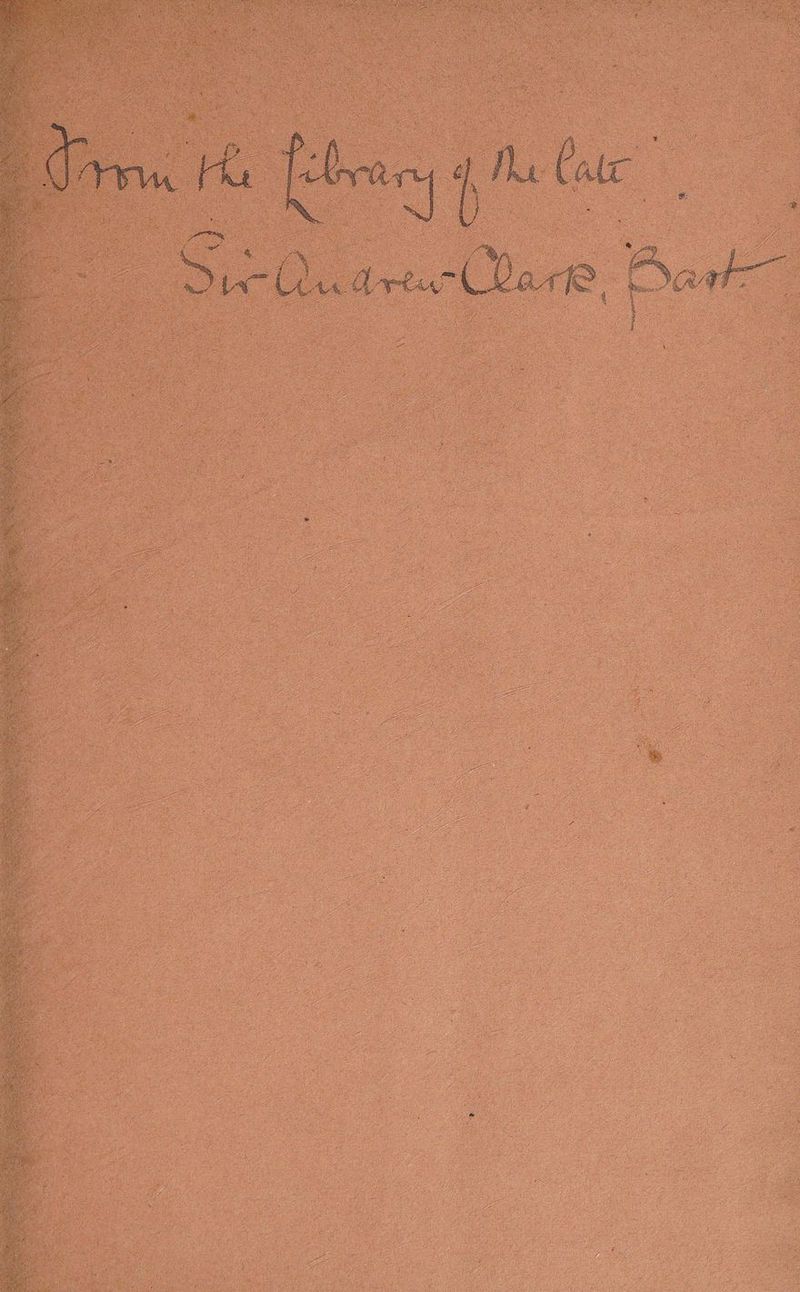 From the Library of the late
Sir Andrew Clark, Bart.